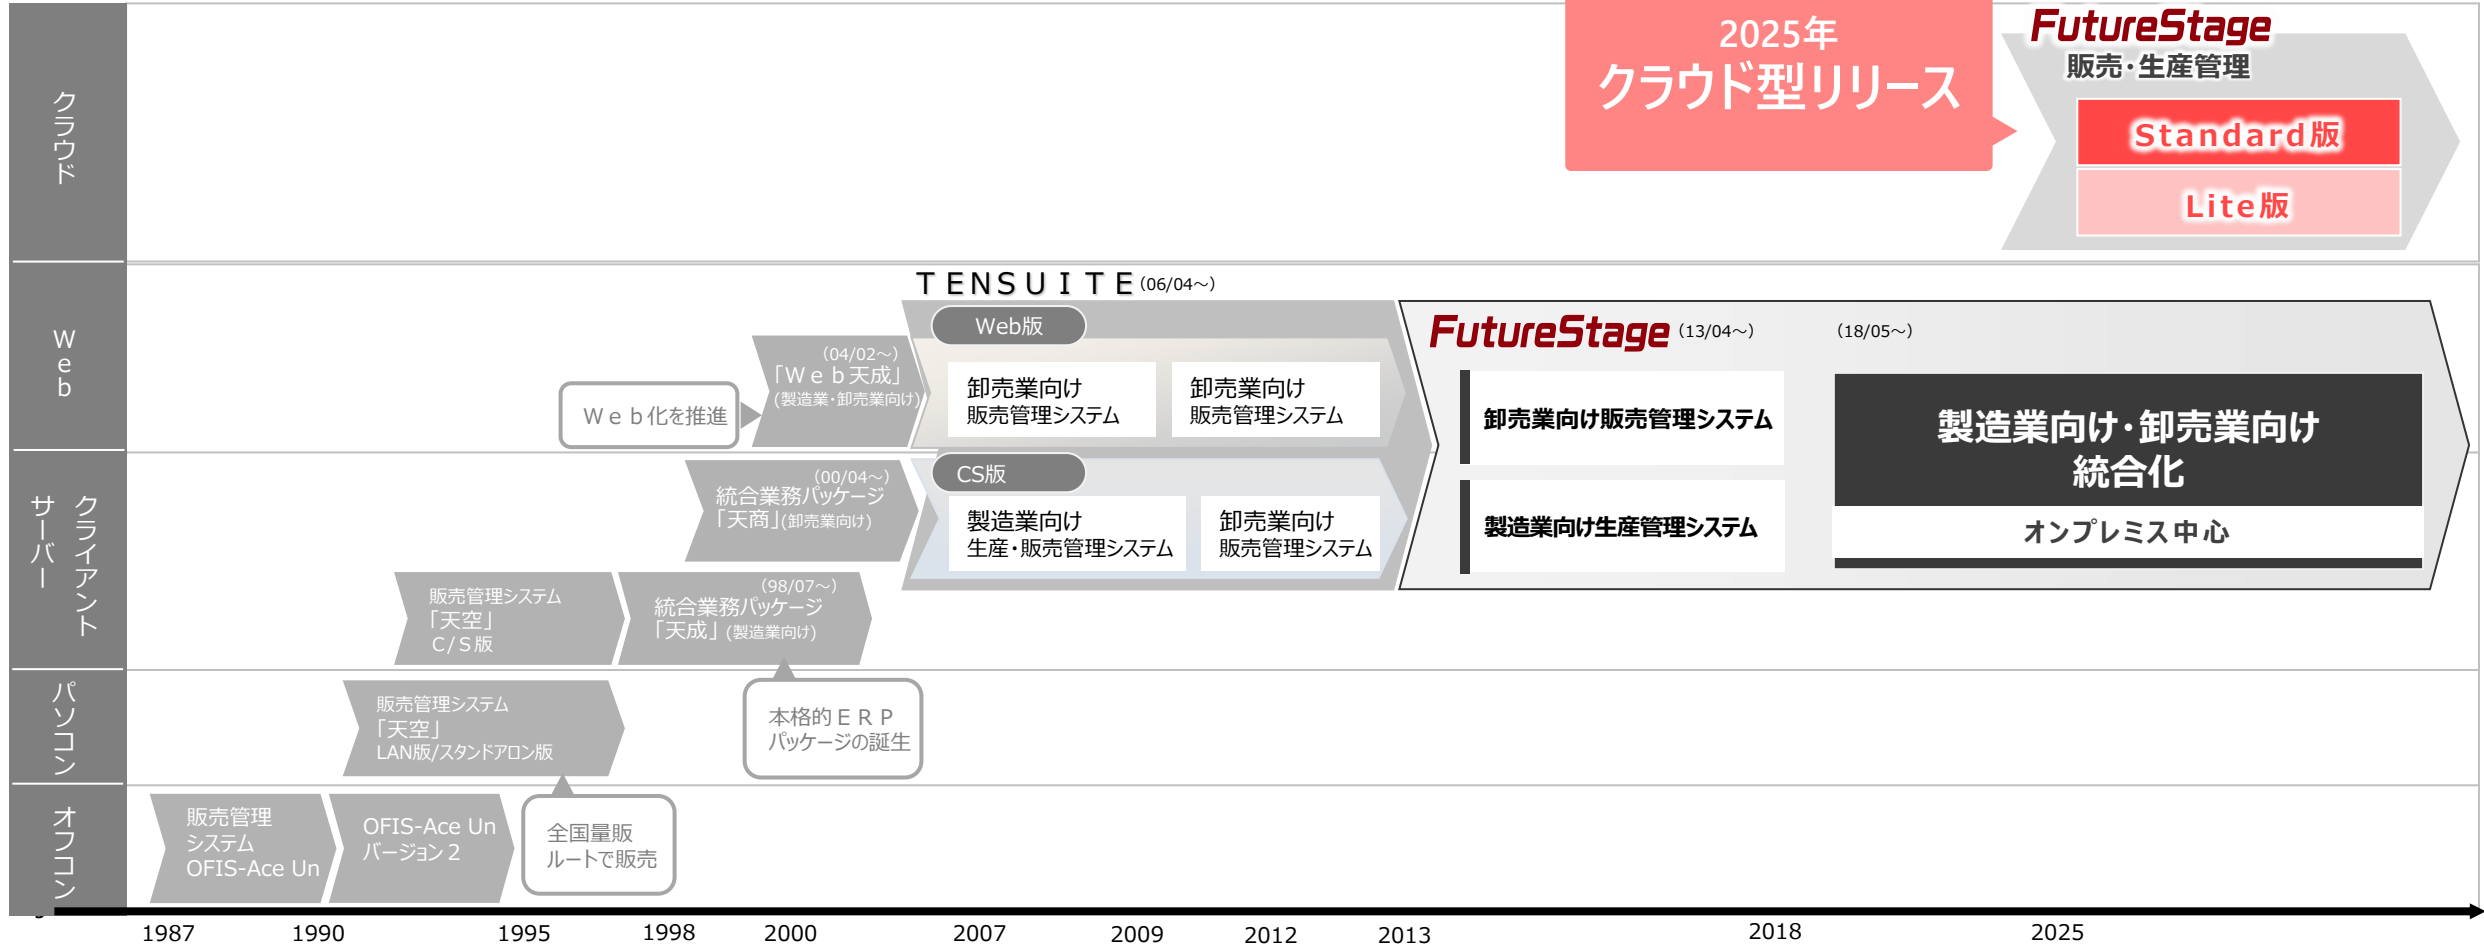 クラウド
2025年
クラウド型リリース
FutureStage
販売・生産管理
Standard版
Lite版
Web
TENSUITE（06/04～）
Web版
（04/02～）
「Ｗｅｂ天成」
(製造業・卸売業向け)
Ｗｅｂ化を推進
卸売業向け
販売管理システム
卸売業向け
販売管理システム
FutureStage（13/04～）
（18/05～）
卸売業向け販売管理システム
製造業向け生産管理システム
製造業向け・卸売業向け
統合化
オンプレミス中心
クライアント
サーバー
（00/04～）
統合業務パッケージ
「天商」(卸売業向け)
CS版
製造業向け
生産・販売管理システム
卸売業向け
販売管理システム
販売管理システム
「天空」
Ｃ/Ｓ版
（98/07～）
統合業務パッケージ
「天成」(製造業向け)
パソコン
販売管理システム
「天空」
LAN版/スタンドアロン版
本格的ＥＲＰ
パッケージの誕生
オフコン
販売管理
システム
OFIS-Ace Un
OFIS-Ace Un
バージョン２
全国量販
ルートで販売
1987
1990
1995
1998
2000
2007
2009
2012
2013
2018
2025